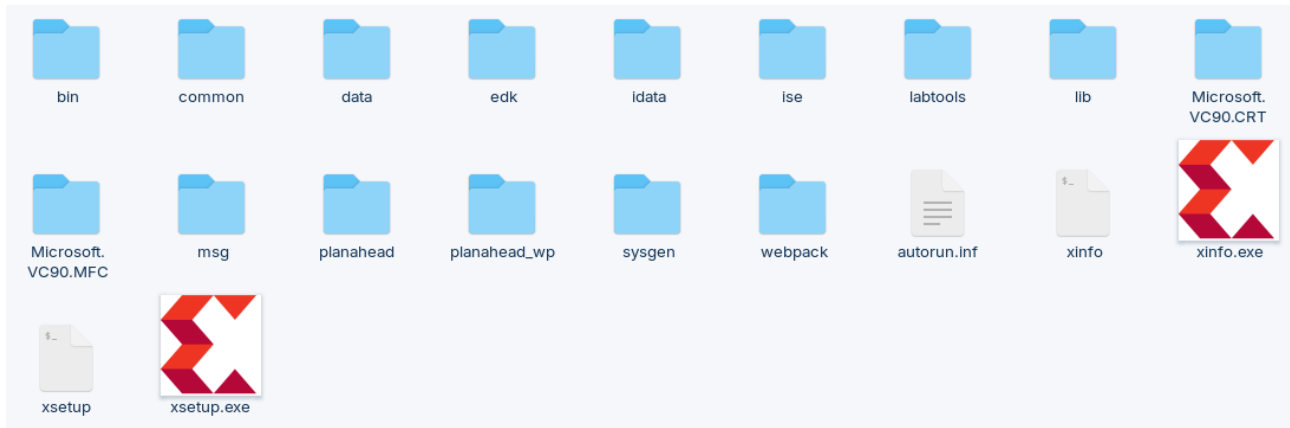 bin
common
data
edk
idata
ise
labtools
lib
Microsoft.
VC90.CRT
Microsoft.
VC90.MFC
msg
planahead
planahead_wp
sysgen
webpack
autorun.inf
$_
xinfo
xinfo.exe
$_
xsetup
xsetup.exe